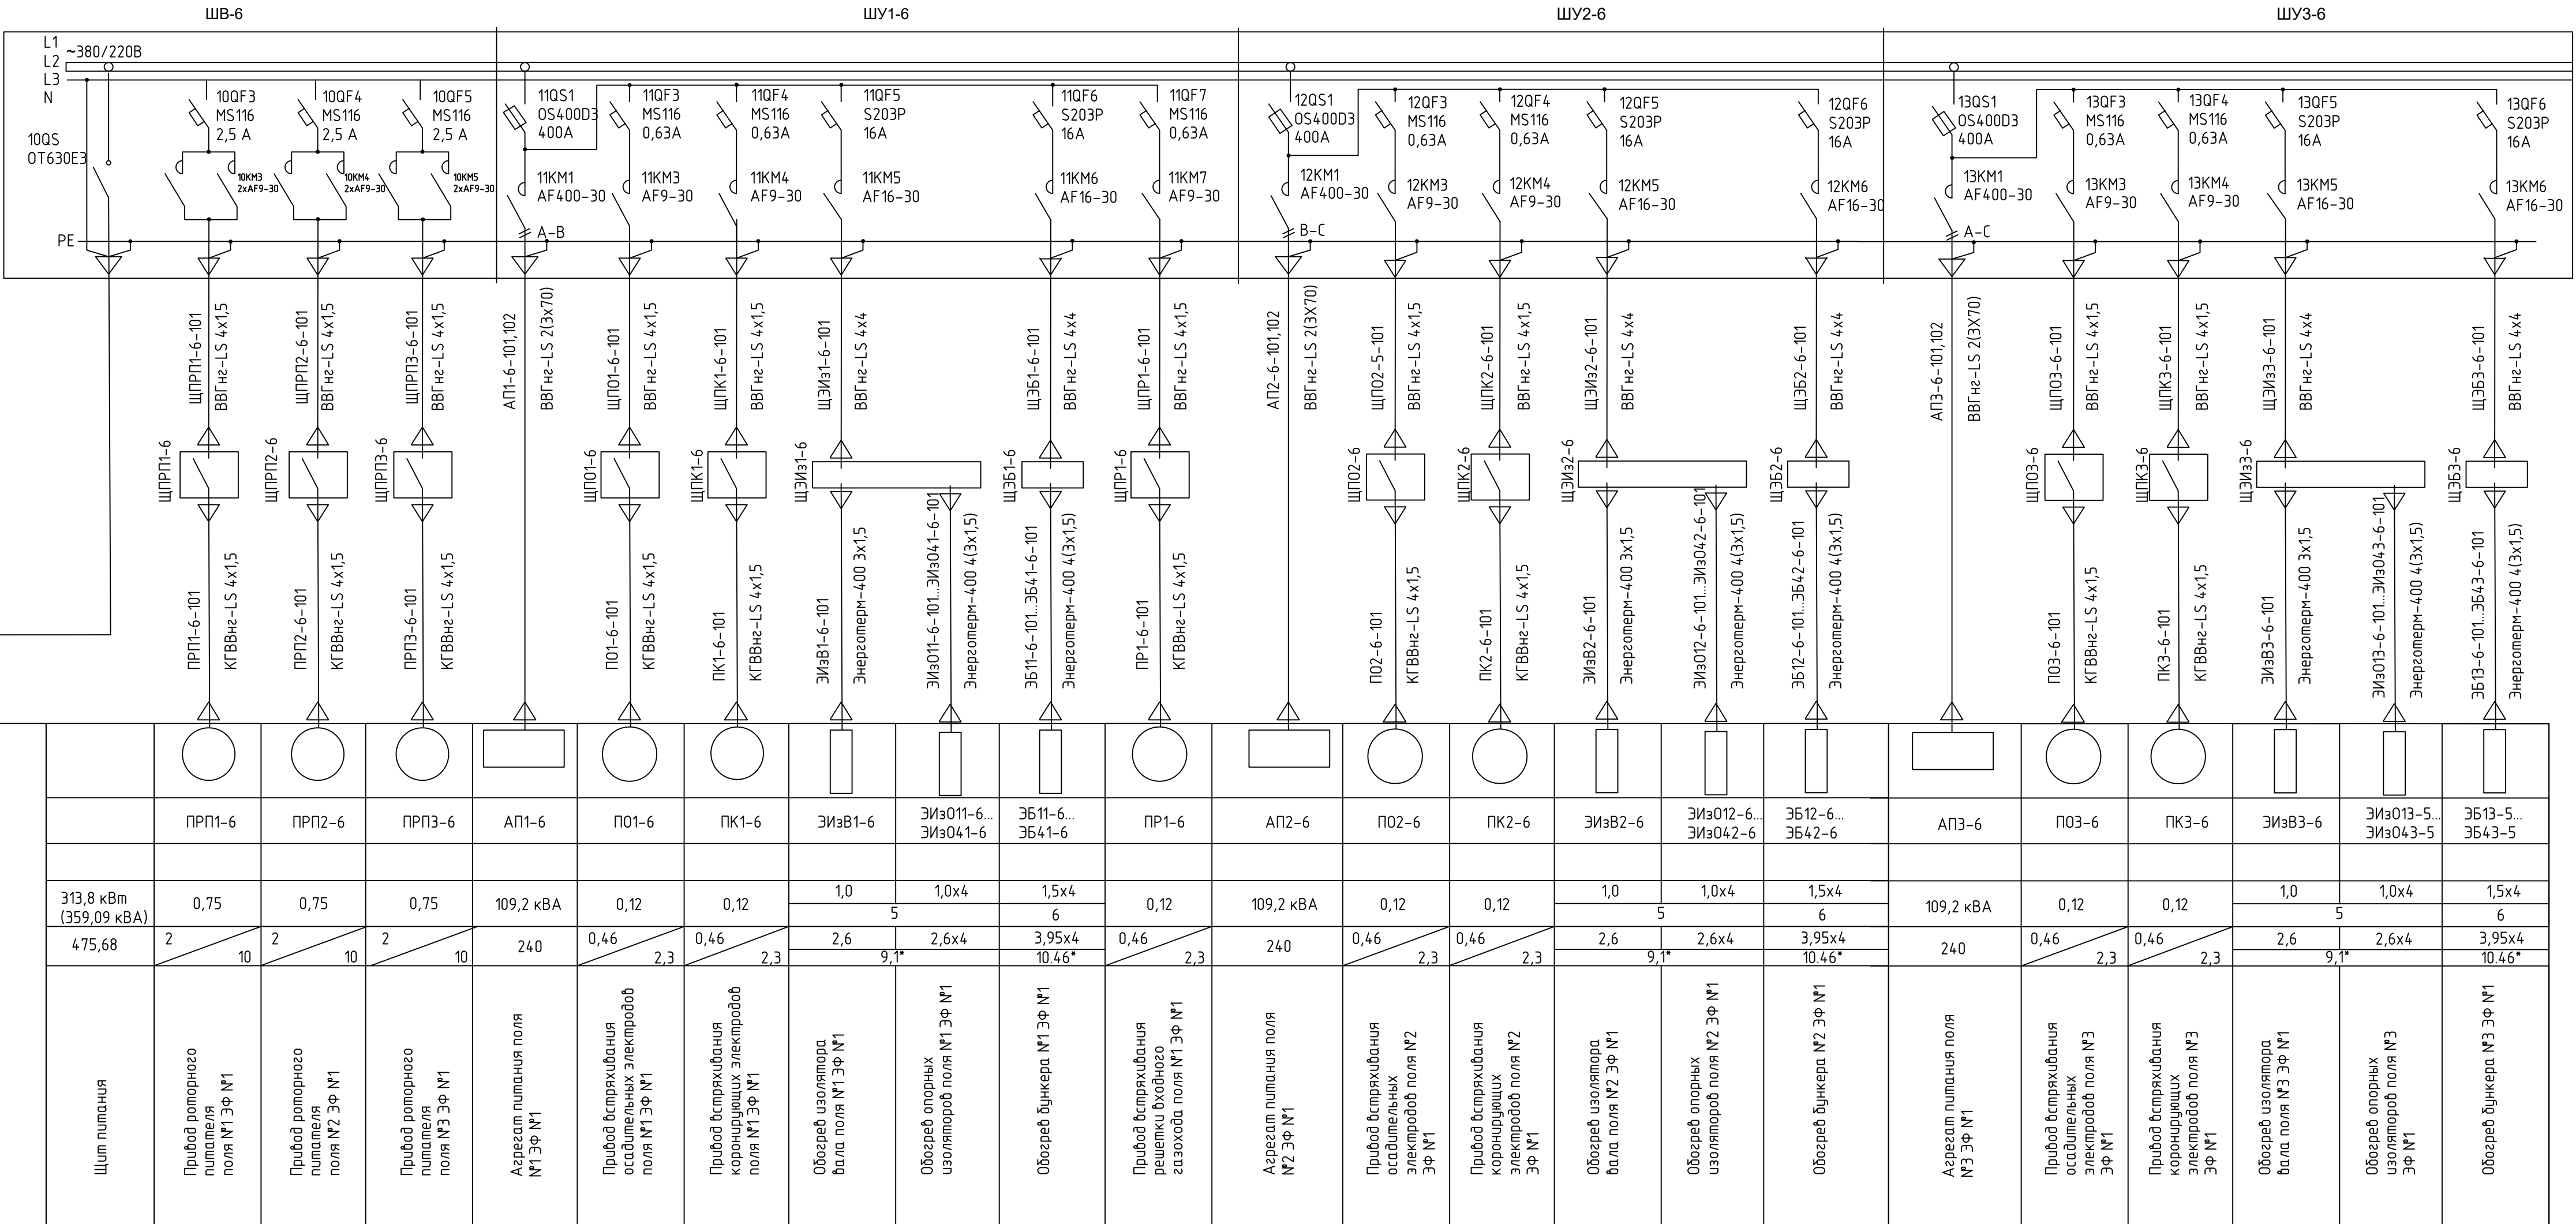 ШВ-6
ШУ1-6
ШУ2-6
ШУ3-6
L1
L2
L3
N
~380/220В
10QS
OT630E3
PE
10QF3
MS116
2,5 А
10KM3
2xAF9-30
10QF4
MS116
2,5 А
10KM4
2xAF9-30
10QF5
MS116
2,5 А
10KM5
2xAF9-30
11QS1
OS400D3
400А
11KM1
AF400-30
А-В
11QF3
MS116
0,63А
11KM3
AF9-30
11QF4
MS116
0,63А
11KM4
AF9-30
11QF5
S203P
16А
11KM5
AF16-30
11QF6
S203P
16А
11KM6
AF16-30
11QF7
MS116
0,63А
11KM7
AF9-30
12QS1
OS400D3
400А
12KM1
AF400-30
В-С
12QF3
MS116
0,63А
12KM3
AF9-30
12QF4
MS116
0,63А
12KM4
AF9-30
12QF5
S203P
16А
12KM5
AF16-30
12QF6
S203P
16А
12KM6
AF16-30
13QS1
OS400D3
400А
13KM1
AF400-30
А-С
13QF3
MS116
0,63А
13KM3
AF9-30
13QF4
MS116
0,63А
13KM4
AF9-30
13QF5
S203P
16А
13KM5
AF16-30
13QF6
S203P
16А
13KM6
AF16-30
ЩПРП1-6-101
ВВГнг-LS 4х1,5
ЩПРП2-6-101
ВВГнг-LS 4х1,5
ЩПРП3-6-101
ВВГнг-LS 4х1,5
АП1-6-101,102
ВВГнг-LS 2(3Х70)
ЩПО1-6-101
ВВГнг-LS 4х1,5
ЩПК1-6-101
ВВГнг-LS 4х1,5
ЩЭИз1-6-101
ВВГнг-LS 4х4
ЩЭБ1-6-101
ВВГнг-LS 4х4
ЩПР1-6-101
ВВГнг-LS 4х1,5
АП2-6-101,102
ВВГнг-LS 2(3Х70)
ЩПО2-5-101
ВВГнг-LS 4х1,5
ЩПК2-6-101
ВВГнг-LS 4х1,5
ЩЭИз2-6-101
ВВГнг-LS 4х4
ЩЭБ2-6-101
ВВГнг-LS 4х4
АП3-6-101,102
ВВГнг-LS 2(3Х70)
ЩПО3-6-101
ВВГнг-LS 4х1,5
ЩПК3-6-101
ВВГнг-LS 4х1,5
ЩЭИз3-6-101
ВВГнг-LS 4х4
ЩЭБ3-6-101
ВВГнг-LS 4х4
ЩПРП1-6
ЩПРП2-6
ЩПРП3-6
ЩПО1-6
ЩПК1-6
ЩЭИз1-6
ЩЭБ1-6
ЩПР1-6
ЩПО2-6
ЩПК2-6
ЩЭИз2-6
ЩЭБ2-6
ЩПО3-6
ЩПК3-6
ЩЭИз3-6
ЩЭБ3-6
ПРП1-6-101
КГВВнг-LS 4х1,5
ПРП2-6-101
КГВВнг-LS 4х1,5
ПРП3-6-101
КГВВнг-LS 4х1,5
ПО1-6-101
КГВВнг-LS 4х1,5
ПК1-6-101
КГВВнг-LS 4х1,5
ЭИзВ1-6-101
Энерготерм-400 3х1,5
ЭИзО11-6-101...ЭИзО41-6-101
Энерготерм-400 4(3х1,5)
ЭБ11-6-101...ЭБ41-6-101
Энерготерм-400 4(3х1,5)
ПР1-6-101
КГВВнг-LS 4х1,5
ПО2-6-101
КГВВнг-LS 4х1,5
ПК2-6-101
КГВВнг-LS 4х1,5
ЭИзВ2-6-101
Энерготерм-400 3х1,5
ЭИзО12-6-101...ЭИзО42-6-101
Энерготерм-400 4(3х1,5)
ЭБ12-6-101...ЭБ42-6-101
Энерготерм-400 4(3х1,5)
ПО3-6-101
КГВВнг-LS 4х1,5
ПК3-6-101
КГВВнг-LS 4х1,5
ЭИзВ3-6-101
Энерготерм-400 3х1,5
ЭИзО13-6-101...ЭИзО43-6-101
Энерготерм-400 4(3х1,5)
ЭБ13-6-101...ЭБ43-6-101
Энерготерм-400 4(3х1,5)
ПРП1-6
ПРП2-6
ПРП3-6
АП1-6
ПО1-6
ПК1-6
ЭИзВ1-6
ЭИзО11-6...
ЭИзО41-6
ЭБ11-6...
ЭБ41-6
ПР1-6
АП2-6
ПО2-6
ПК2-6
ЭИзВ2-6
ЭИзО12-6...
ЭИзО42-6
ЭБ12-6...
ЭБ42-6
АП3-6
ПО3-6
ПК3-6
ЭИзВ3-6
ЭИзО13-5...
ЭИзО43-5
ЭБ13-5...
ЭБ43-5
313,8 кВт
(359,09 кВА)
0,75
0,75
0,75
109,2 кВА
0,12
0,12
1,0
1,0х4
5
1,5х4
6
0,12
109,2 кВА
0,12
0,12
1,0
1,0х4
5
1,5х4
6
109,2 кВА
0,12
0,12
1,0
1,0х4
5
1,5х4
6
475,68
2
10
2
10
2
10
240
0,46
2,3
0,46
2,3
2,6
2,6х4
9,1*
3,95х4
10.46*
0,46
2,3
240
0,46
2,3
0,46
2,3
2,6
2,6х4
9,1*
3,95х4
10.46*
240
0,46
2,3
0,46
2,3
2,6
2,6х4
9,1*
3,95х4
10.46*
Щит питания
Привод роторного
питателя
поля №1 ЭФ №1
Привод роторного
питателя
поля №2 ЭФ №1
Привод роторного
питателя
поля №3 ЭФ №1
Агрегат питания поля
№1 ЭФ №1
Привод встряхивания
осадительных электродов
поля №1 ЭФ №1
Привод встряхивания
коронирующих электродов
поля №1 ЭФ №1
Обогрев изолятора
вала поля №1 ЭФ №1
Обогрев опорных
изоляторов поля №1 ЭФ №1
Обогрев бункера №1 ЭФ №1
Привод встряхивания
решетки входного
газохода поля №1 ЭФ №1
Агрегат питания поля
№2 ЭФ №1
Привод встряхивания
осадительных
электродов поля №2
ЭФ №1
Привод встряхивания
коронирующих
электродов поля №2
ЭФ №1
Обогрев изолятора
вала поля №2 ЭФ №1
Обогрев опорных
изоляторов поля №2 ЭФ №1
Обогрев бункера №2 ЭФ №1
Агрегат питания поля
№3 ЭФ №1
Привод встряхивания
осадительных
электродов поля №3
ЭФ №1
Привод встряхивания
коронирующих
электродов поля №3
ЭФ №1
Обогрев изолятора
вала поля №3 ЭФ №1
Обогрев опорных
изоляторов поля №3
ЭФ №1
Обогрев бункера №3 ЭФ №1